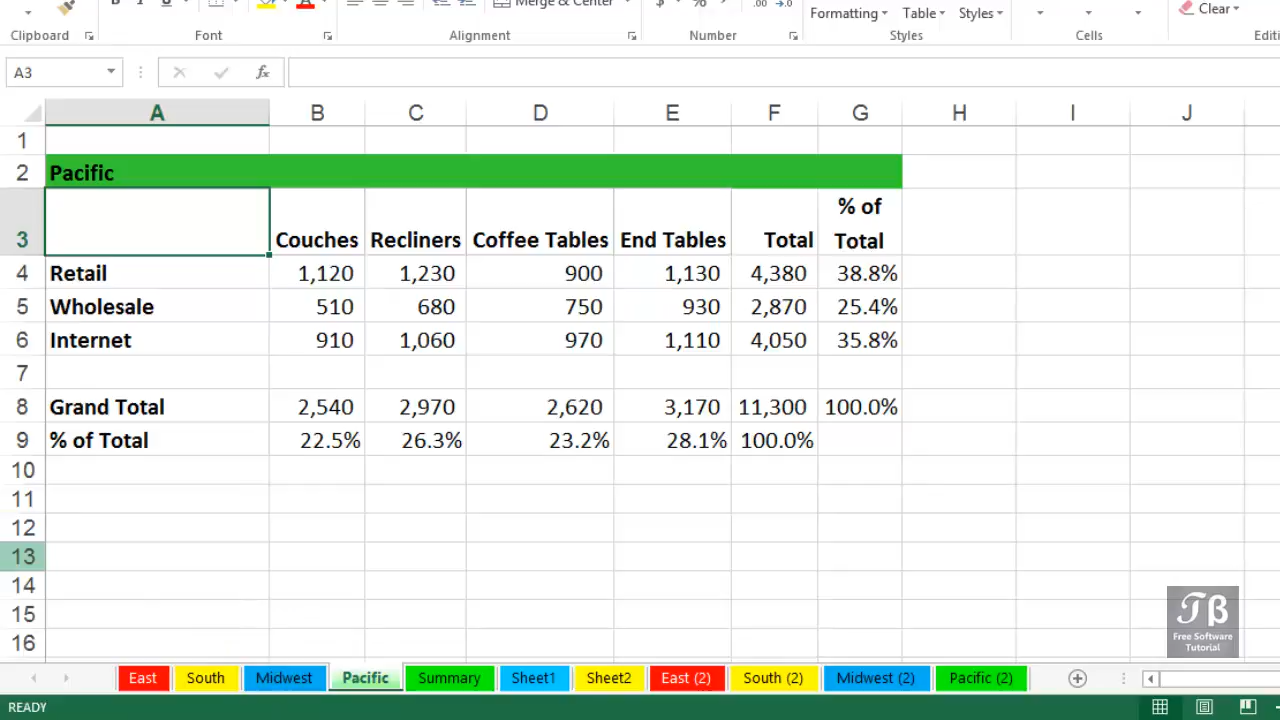 B I U Merge & Center $ % .00 →.0 Formatting Table Styles Clear
Clipboard Font Alignment Number Styles Cells Editi
A3 fx
A B C D E F G H I J
1
2 Pacific
3 Couches Recliners Coffee Tables End Tables Total % of Total
4 Retail 1,120 1,230 900 1,130 4,380 38.8%
5 Wholesale 510 680 750 930 2,870 25.4%
6 Internet 910 1,060 970 1,110 4,050 35.8%
7
8 Grand Total 2,540 2,970 2,620 3,170 11,300 100.0%
9 % of Total 22.5% 26.3% 23.2% 28.1% 100.0%
10
11
12
13
14
15
16
TB
Free Software
Tutorial
East South Midwest Pacific Summary Sheet1 Sheet2 East (2) South (2) Midwest (2) Pacific (2)
READY